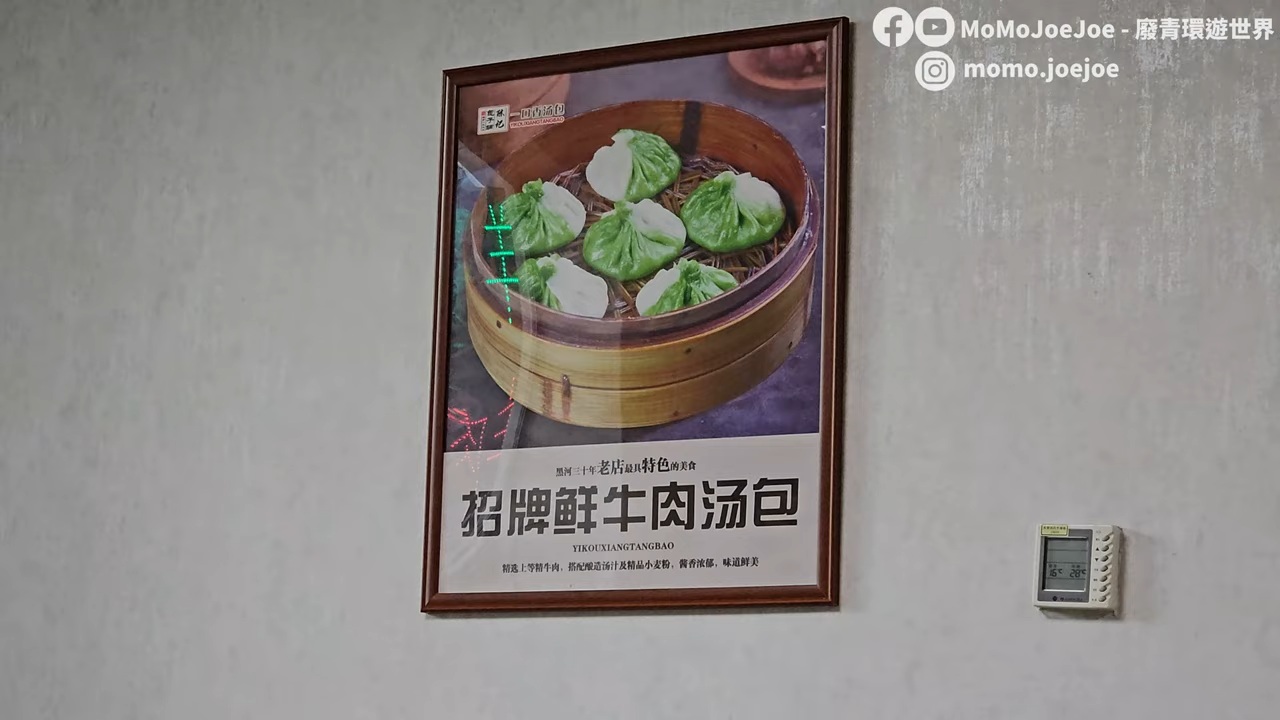 MoMoJoeJoe - 廢青環遊世界
momo.joejoe
一口香汤包
YIKOUXIANGTANGBAO
黑河三十年老店最具特色的美食
招牌鲜牛肉汤包
YIKOUXIANGTANGBAO
精选上等精牛肉，搭配酿造汤汁及精品小麦粉，酱香浓郁，味道鲜美
16℃ 28℃